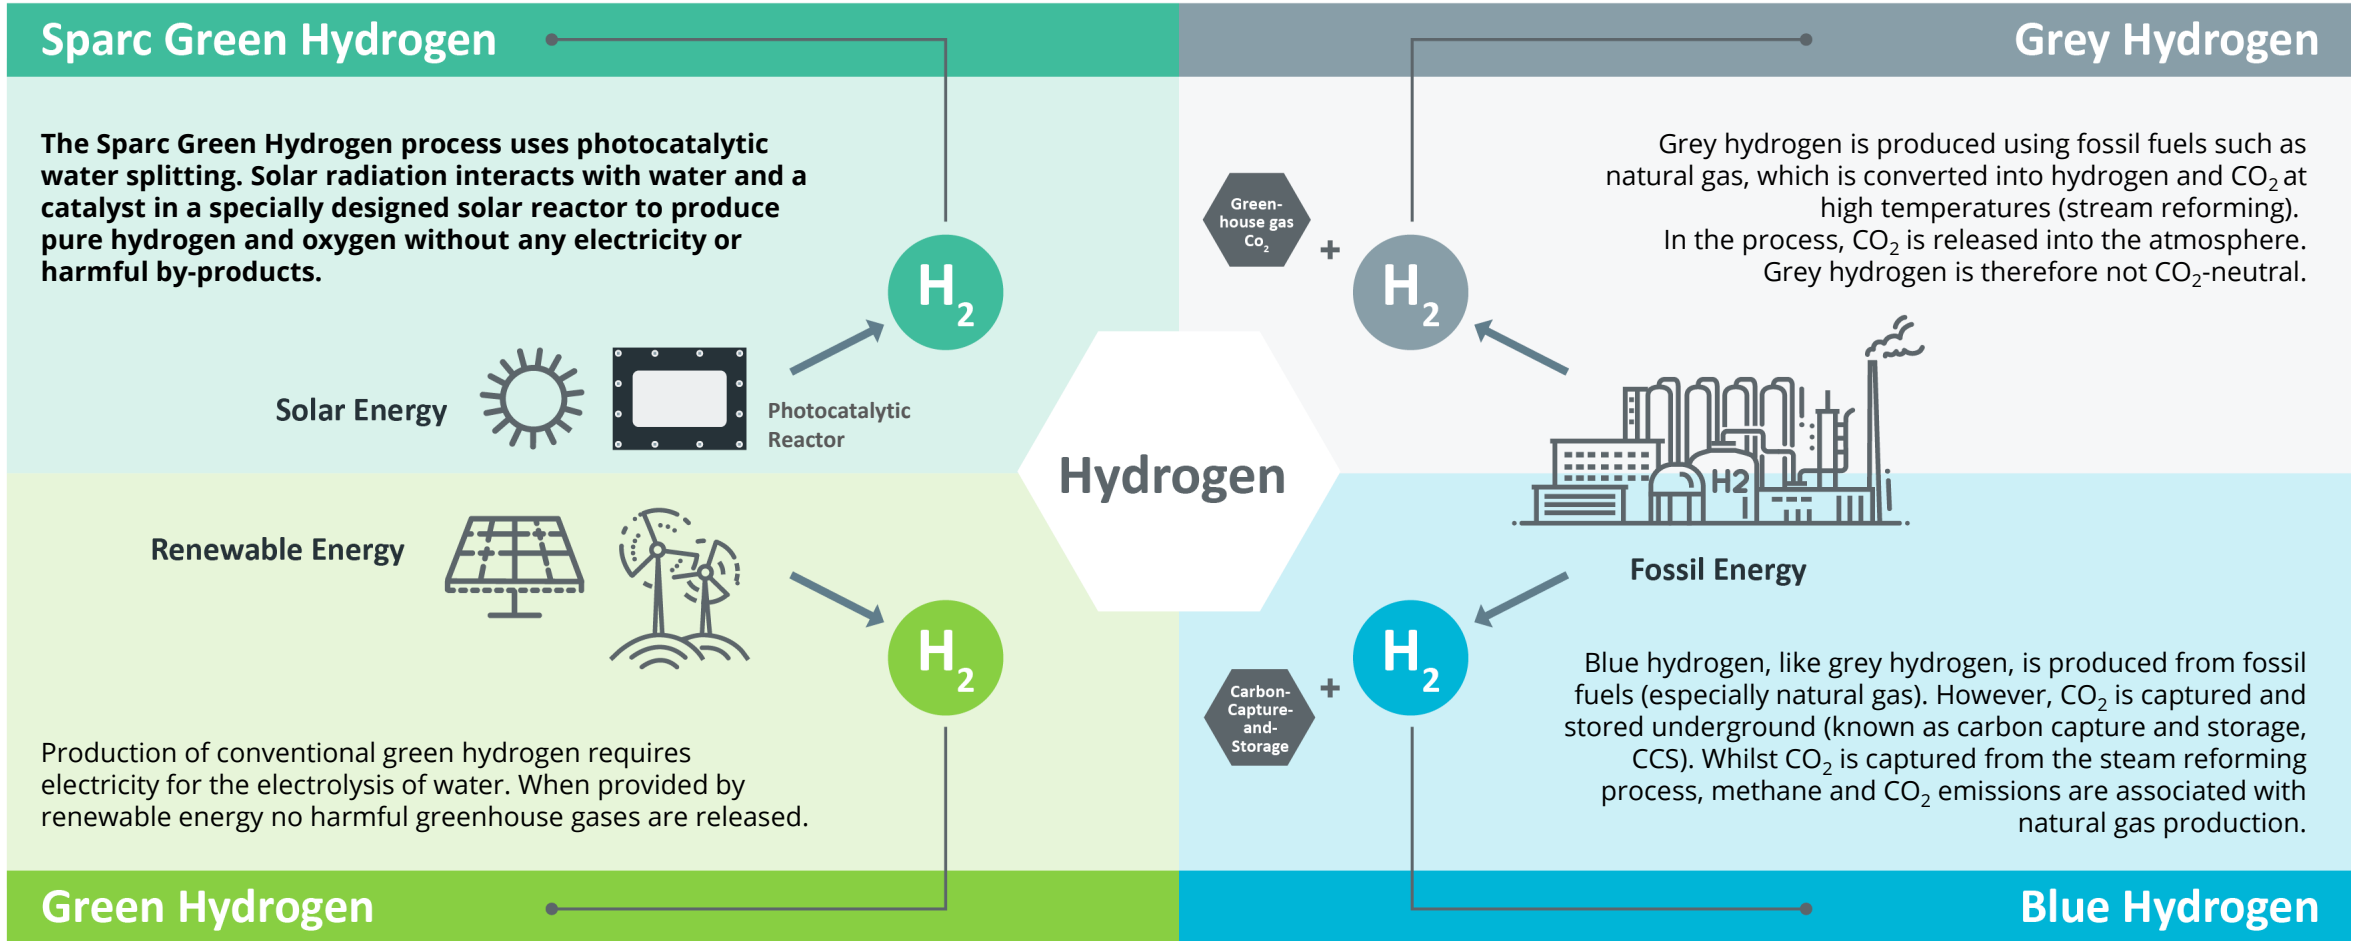 Sparc Green Hydrogen
The Sparc Green Hydrogen process uses photocatalytic
water splitting. Solar radiation interacts with water and a
catalyst in a specially designed solar reactor to produce
pure hydrogen and oxygen without any electricity or
harmful by-products.
H2
Solar Energy
Photocatalytic
Reactor
Grey Hydrogen
Grey hydrogen is produced using fossil fuels such as
natural gas, which is converted into hydrogen and CO2 at
high temperatures (stream reforming).
In the process, CO2 is released into the atmosphere.
Grey hydrogen is therefore not CO2-neutral.
Green-
house gas
Co2
+
H2
Hydrogen
H2
Fossil Energy
Renewable Energy
H2
Production of conventional green hydrogen requires
electricity for the electrolysis of water. When provided by
renewable energy no harmful greenhouse gases are released.
Green Hydrogen
Carbon-
Capture-
and-
Storage
+
H2
Blue hydrogen, like grey hydrogen, is produced from fossil
fuels (especially natural gas). However, CO2 is captured and
stored underground (known as carbon capture and storage,
CCS). Whilst CO2 is captured from the steam reforming
process, methane and CO2 emissions are associated with
natural gas production.
Blue Hydrogen